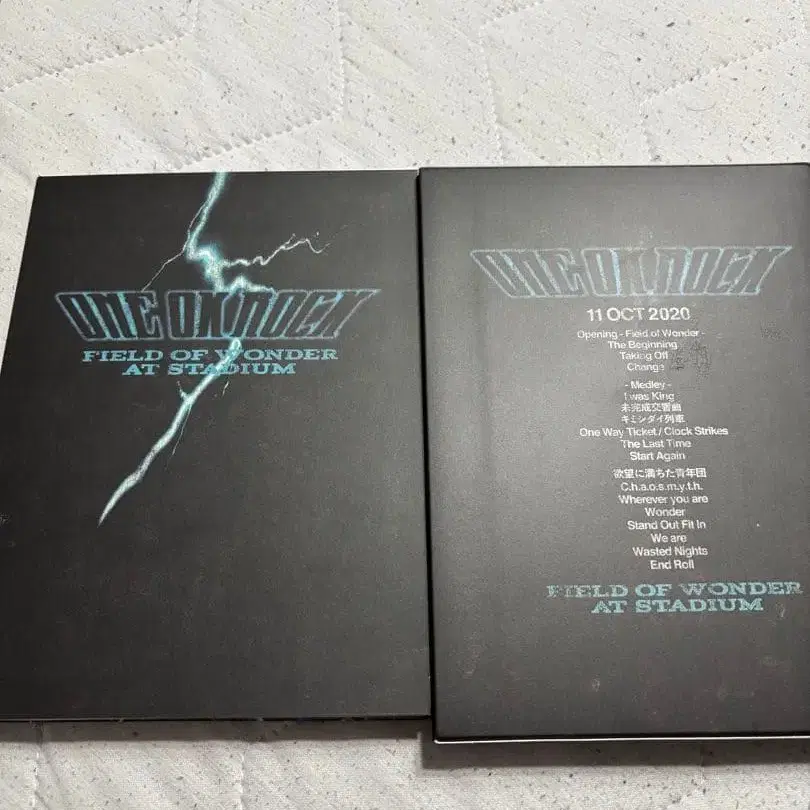 ONE OK ROCK
FIELD OF WONDER
AT STADIUM
ONE OK ROCK
11 OCT 2020
Opening - Field of Wonder -
The Beginning
Taking Off
Change
- Medley -
I was King
未完成交響曲
キミシダイ列車
One Way Ticket / Clock Strikes
The Last Time
Start Again
欲望に満ちた青年団
C.h.a.o.s.m.y.t.h.
Wherever you are
Wonder
Stand Out Fit In
We are
Wasted Nights
End Roll
FIELD OF WONDER
AT STADIUM